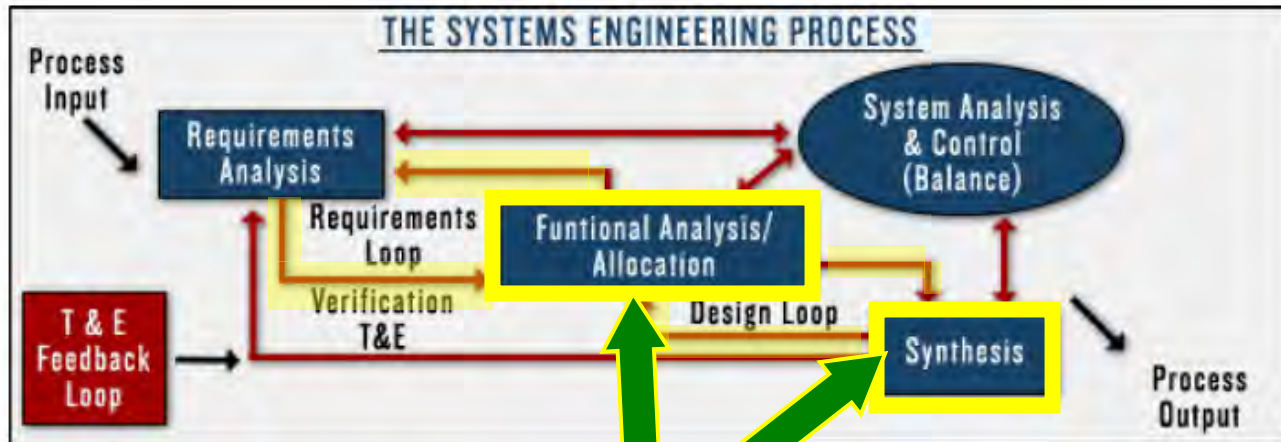 THE SYSTEMS ENGINEERING PROCESS
Process
Input
Requirements
Analysis
System Analysis
& Control
(Balance)
Requirements
Loop
Funtional Analysis/
Allocation
Verification
T&E
Design Loop
T & E
Feedback
Loop
Synthesis
Process
Output